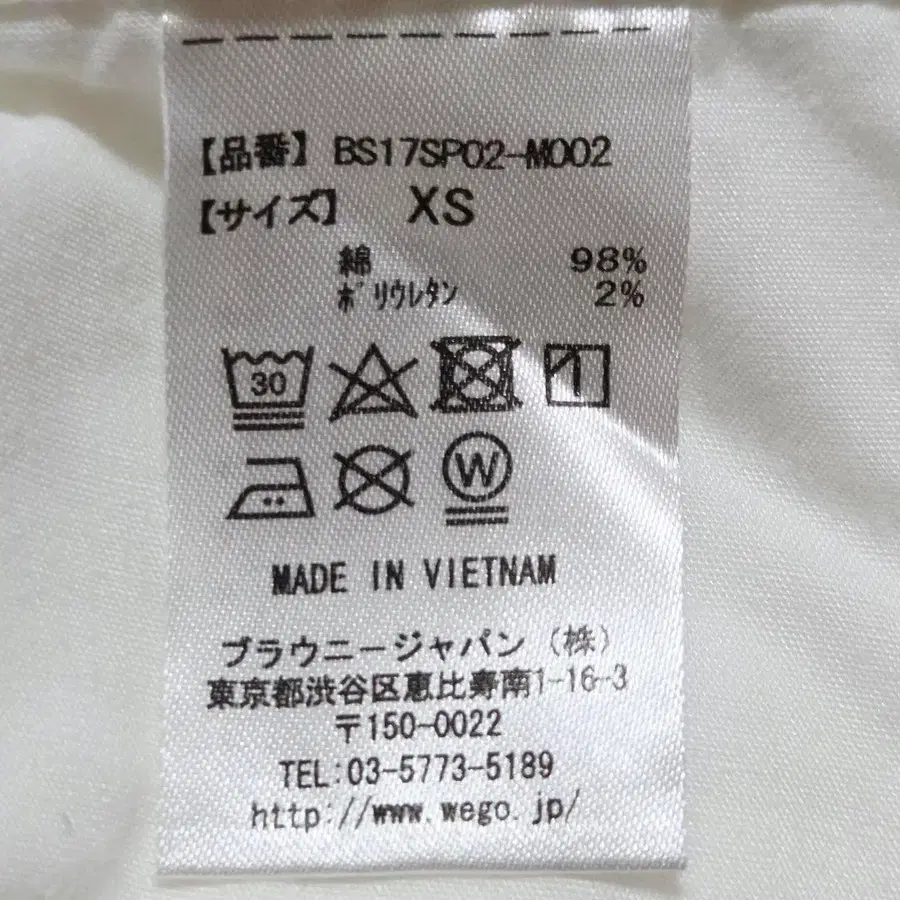 【品番】 BS17SP02-M002
【サイズ】 XS
綿 98%
ポリウレタン 2%
30
W
MADE IN VIETNAM
ブラウニージャパン（株）
東京都渋谷区恵比寿南1-16-3
〒150-0022
TEL:03-5773-5189
http://www.wego.jp/